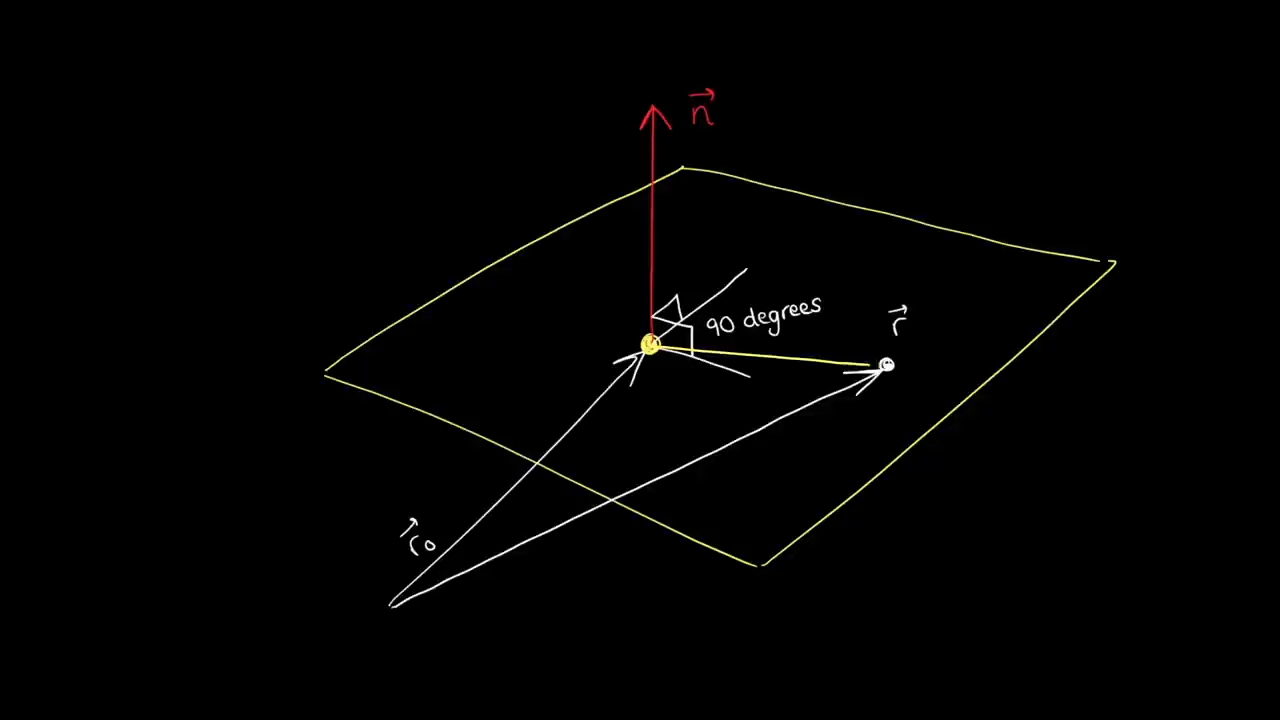 n⃗
90 degrees
r⃗
r⃗₀